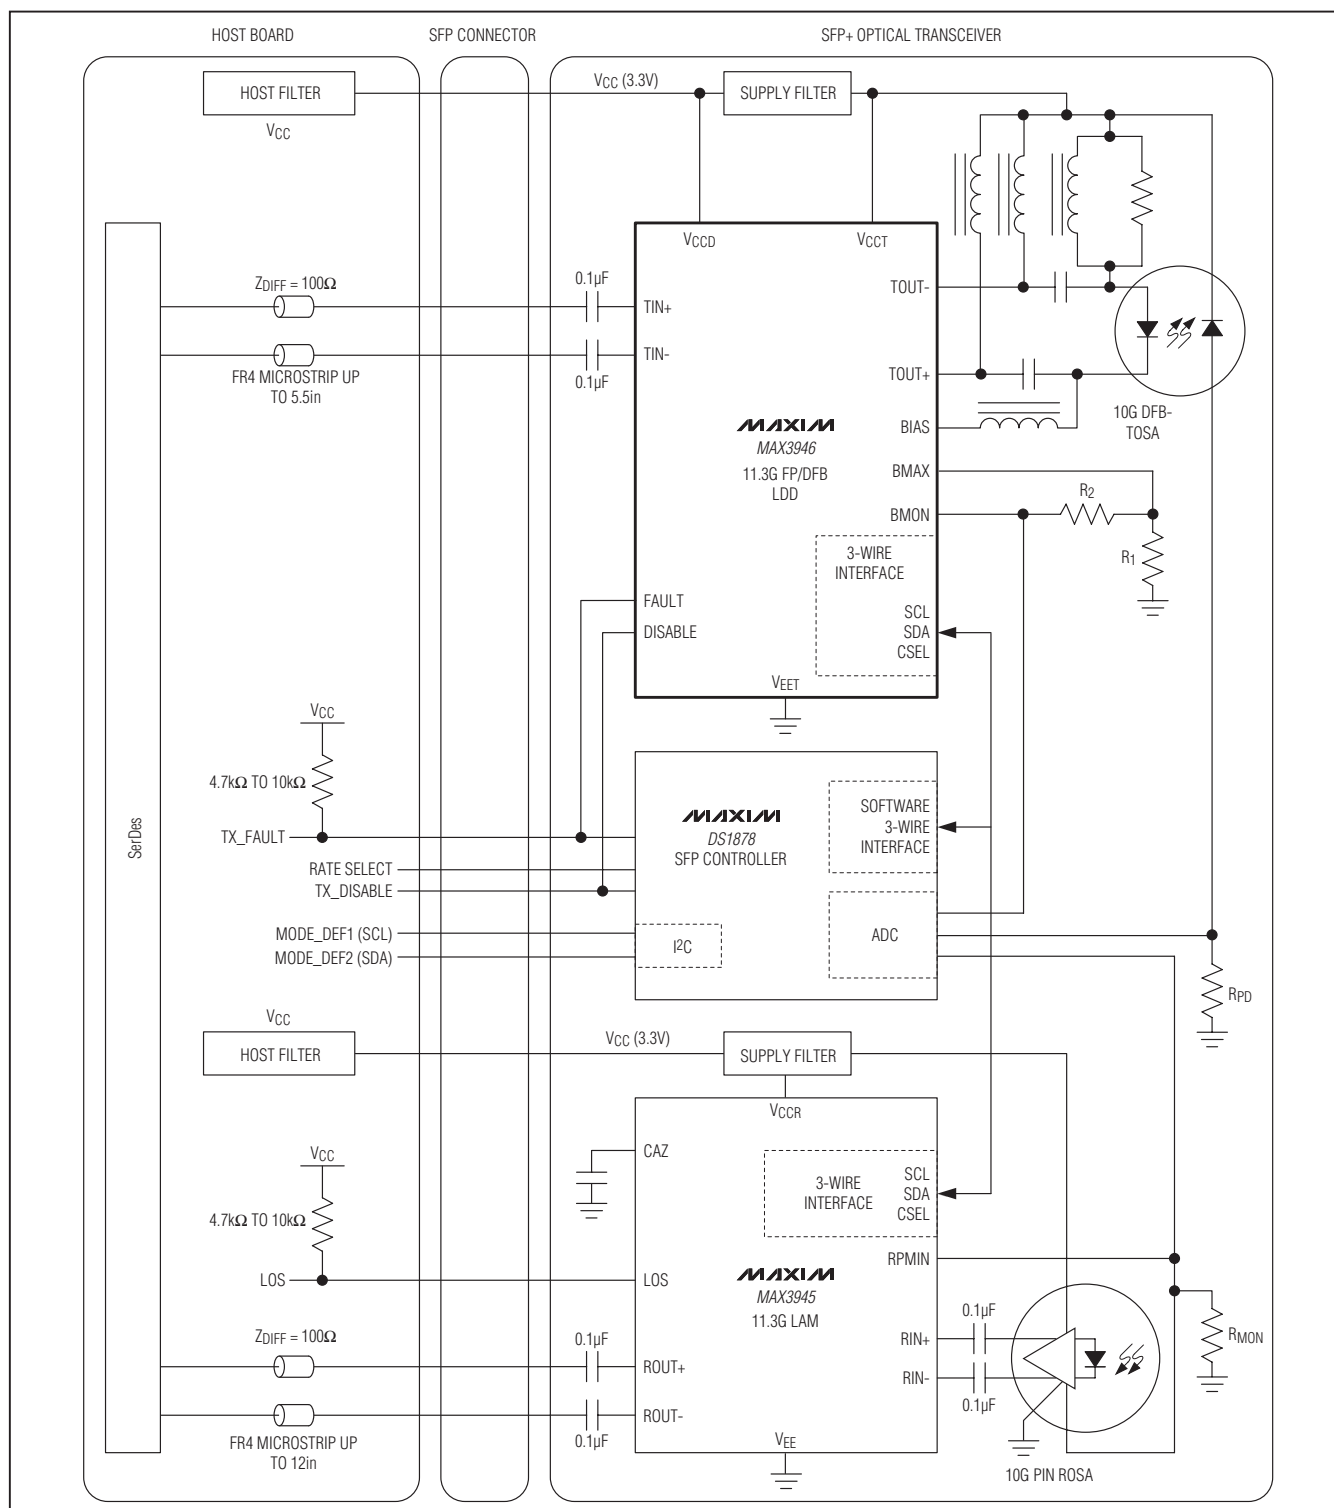 HOST BOARD
SFP CONNECTOR
SFP+ OPTICAL TRANSCEIVER
HOST FILTER
VCC
VCC (3.3V)
SUPPLY FILTER
VCCD
VCCT
ZDIFF = 100Ω
FR4 MICROSTRIP UP
TO 5.5in
0.1µF
0.1µF
TIN+
TIN-
TOUT-
TOUT+
BIAS
BMAX
BMON
MAXIM
MAX3946
11.3G FP/DFB
LDD
3-WIRE
INTERFACE
SCL
SDA
CSEL
FAULT
DISABLE
VEET
10G DFB-
TOSA
R2
R1
SerDes
VCC
4.7kΩ TO 10kΩ
TX_FAULT
RATE SELECT
TX_DISABLE
MODE_DEF1 (SCL)
MODE_DEF2 (SDA)
MAXIM
DS1878
SFP CONTROLLER
SOFTWARE
3-WIRE
INTERFACE
ADC
I2C
RPD
VCC
HOST FILTER
VCC (3.3V)
SUPPLY FILTER
VCCR
CAZ
3-WIRE
INTERFACE
SCL
SDA
CSEL
VCC
4.7kΩ TO 10kΩ
LOS
LOS
RPMIN
MAXIM
MAX3945
11.3G LAM
RIN+
RIN-
0.1µF
0.1µF
RMON
10G PIN ROSA
ZDIFF = 100Ω
FR4 MICROSTRIP UP
TO 12in
0.1µF
0.1µF
ROUT+
ROUT-
VEE